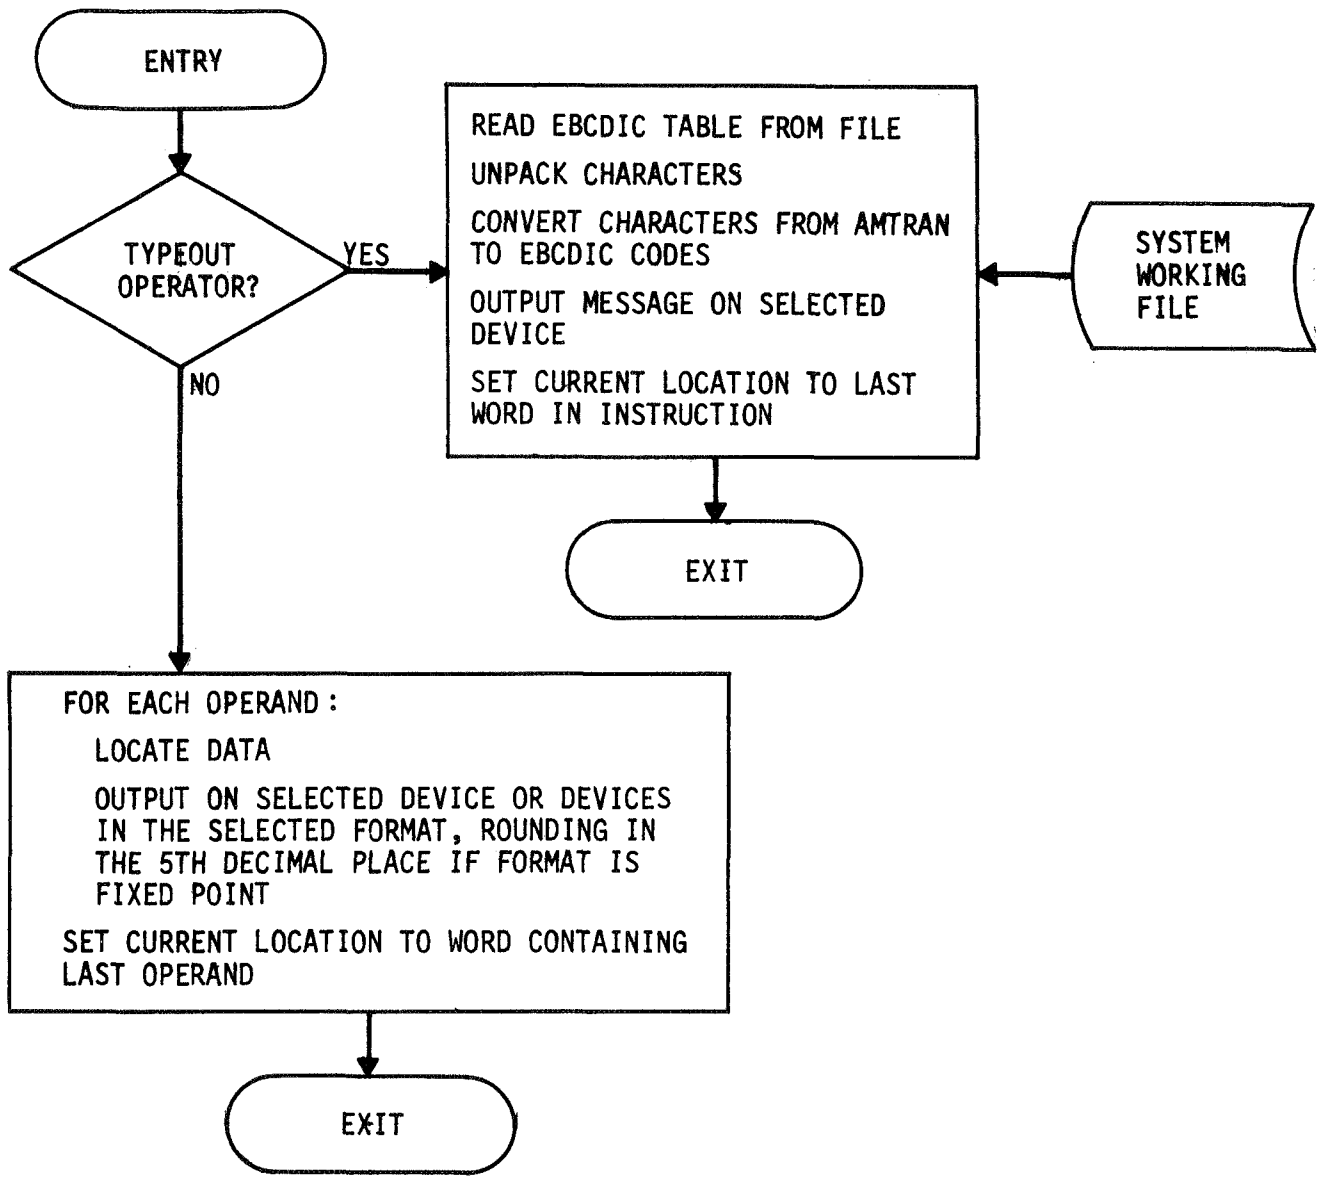 ENTRY
TYPEOUT
OPERATOR?
YES
NO
READ EBCDIC TABLE FROM FILE
UNPACK CHARACTERS
CONVERT CHARACTERS FROM AMTRAN
TO EBCDIC CODES
OUTPUT MESSAGE ON SELECTED
DEVICE
SET CURRENT LOCATION TO LAST
WORD IN INSTRUCTION
SYSTEM
WORKING
FILE
EXIT
FOR EACH OPERAND:
LOCATE DATA
OUTPUT ON SELECTED DEVICE OR DEVICES
IN THE SELECTED FORMAT, ROUNDING IN
THE 5TH DECIMAL PLACE IF FORMAT IS
FIXED POINT
SET CURRENT LOCATION TO WORD CONTAINING
LAST OPERAND
EXIT